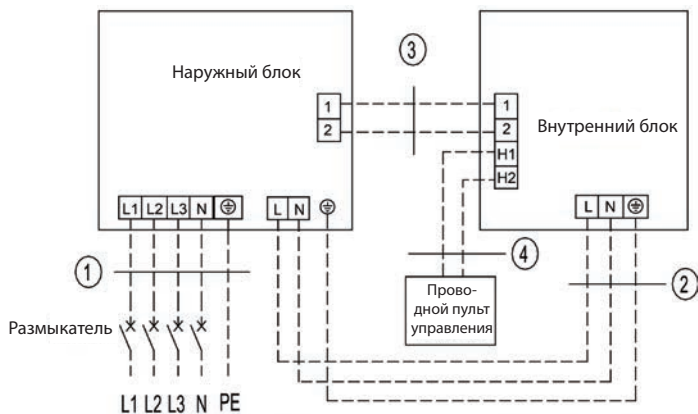 Наружный блок
3
1
2
1
2
H1
H2
Внутренний блок
L1 L2 L3 N
L N
L N
1
4
2
Прово-
дной пульт
управления
Размыкатель
L1 L2 L3 N PE